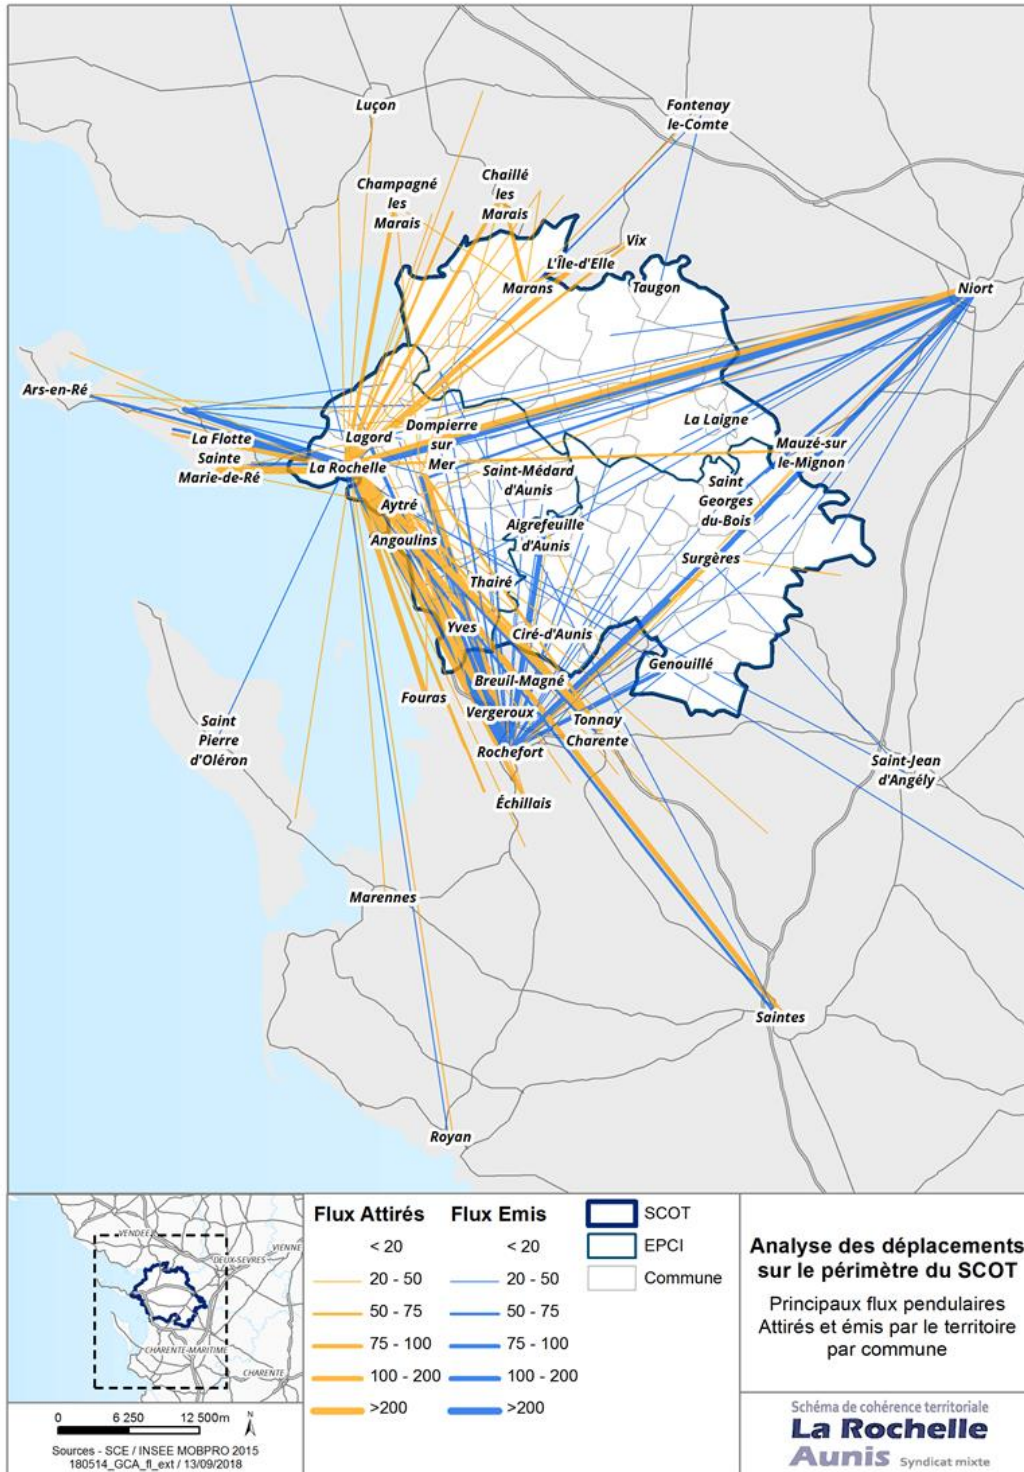 Luçon
Fontenay
le-Comte
Champagné
les
Marais
Chaillé
les
Marais
Vix
L'Île-d'Elle
Marans
Taugon
Niort
Ars-en-Ré
La Flotte
Sainte
Marie-de-Ré
Lagord
La Rochelle
Dompierre
sur
Mer
La Laigne
Mauzé-sur
le-Mignon
Saint-Médard
d'Aunis
Saint
Georges
du-Bois
Aytré
Angoulins
Aigrefeuille
d'Aunis
Surgères
Thairé
Yves
Ciré-d'Aunis
Genouillé
Breuil-Magné
Fouras
Vergeroux
Tonnay
Charente
Rochefort
Saint
Pierre
d'Oléron
Saint-Jean
d'Angély
Échillais
Marennes
Saintes
Royan
VENDEE
DEUX-SEVRES
VIENNE
CHARENTE-MARITIME
CHARENTE
0 6 250 12 500m
N
Sources - SCE / INSEE MOBPRO 2015
180514_GCA_fl_ext / 13/09/2018
Flux Attirés
< 20
20 - 50
50 - 75
75 - 100
100 - 200
>200
Flux Emis
< 20
20 - 50
50 - 75
75 - 100
100 - 200
>200
SCOT
EPCI
Commune
Analyse des déplacements
sur le périmètre du SCOT
Principaux flux pendulaires
Attirés et émis par le territoire
par commune
Schéma de cohérence territoriale
La Rochelle
Aunis Syndicat mixte